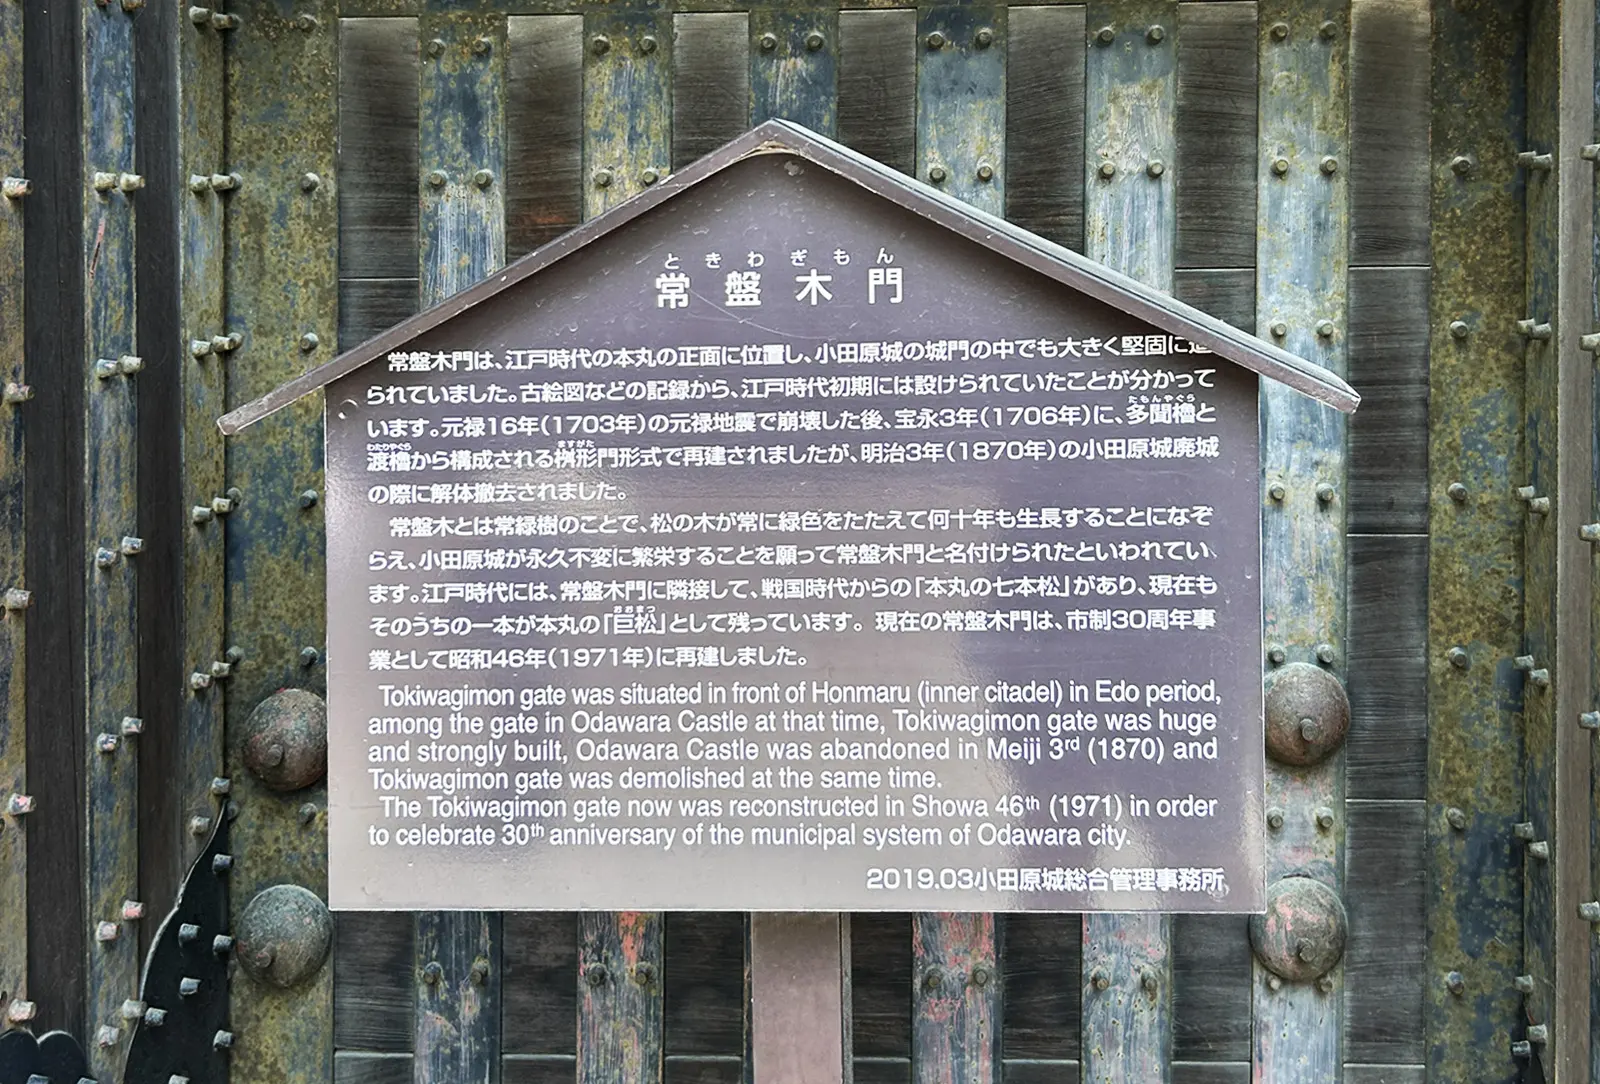 ときわぎもん
常盤木門
常盤木門は、江戸時代の本丸の正面に位置し、小田原城の城門の中でも大きく堅固に造
られていました。古絵図などの記録から、江戸時代初期には設けられていたことが分かって
います。元禄16年(1703年)の元禄地震で崩壊した後、宝永3年(1706年)に、多聞櫓と
たもんやぐら
渡櫓から構成される桝形門形式で再建されましたが、明治3年(1870年)の小田原城廃城
わたりやぐら ますがた
の際に解体撤去されました。
常盤木とは常緑樹のことで、松の木が常に緑色をたたえて何十年も生長することになぞ
らえ、小田原城が永久不変に繁栄することを願って常盤木門と名付けられたといわれてい
ます。江戸時代には、常盤木門に隣接して、戦国時代からの「本丸の七本松」があり、現在も
そのうちの一本が本丸の「巨松」として残っています。現在の常盤木門は、市制30周年事
おおまつ
業として昭和46年(1971年)に再建しました。
Tokiwagimon gate was situated in front of Honmaru (inner citadel) in Edo period,
among the gate in Odawara Castle at that time, Tokiwagimon gate was huge
and strongly built, Odawara Castle was abandoned in Meiji 3rd (1870) and
Tokiwagimon gate was demolished at the same time.
The Tokiwagimon gate now was reconstructed in Showa 46th (1971) in order
to celebrate 30th anniversary of the municipal system of Odawara city.
2019.03小田原城総合管理事務所